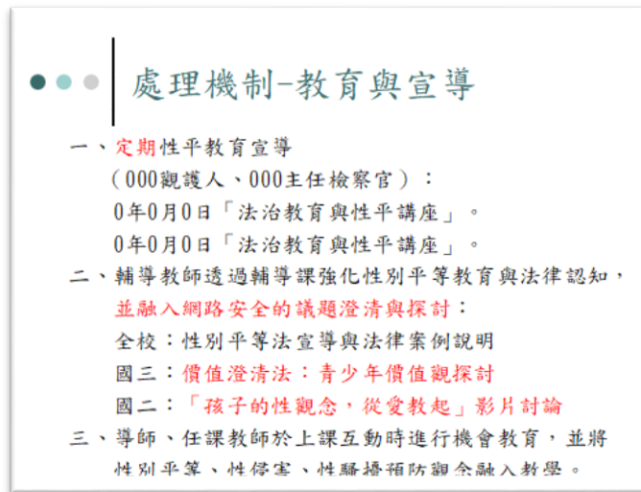 處理機制-教育與宣導
一、定期性平教育宣導
（000觀護人、000主任檢察官）：
0年0月0日「法治教育與性平講座」。
0年0月0日「法治教育與性平講座」。
二、輔導教師透過輔導課強化性別平等教育與法律認知，
並融入網路安全的議題澄清與探討：
全校：性別平等法宣導與法律案例說明
國三：價值澄清法：青少年價值觀探討
國二：「孩子的性觀念，從愛教起」影片討論
三、導師、任課教師於上課互動時進行機會教育，並將
性別平等、性侵害、性騷擾預防觀念融入教學。